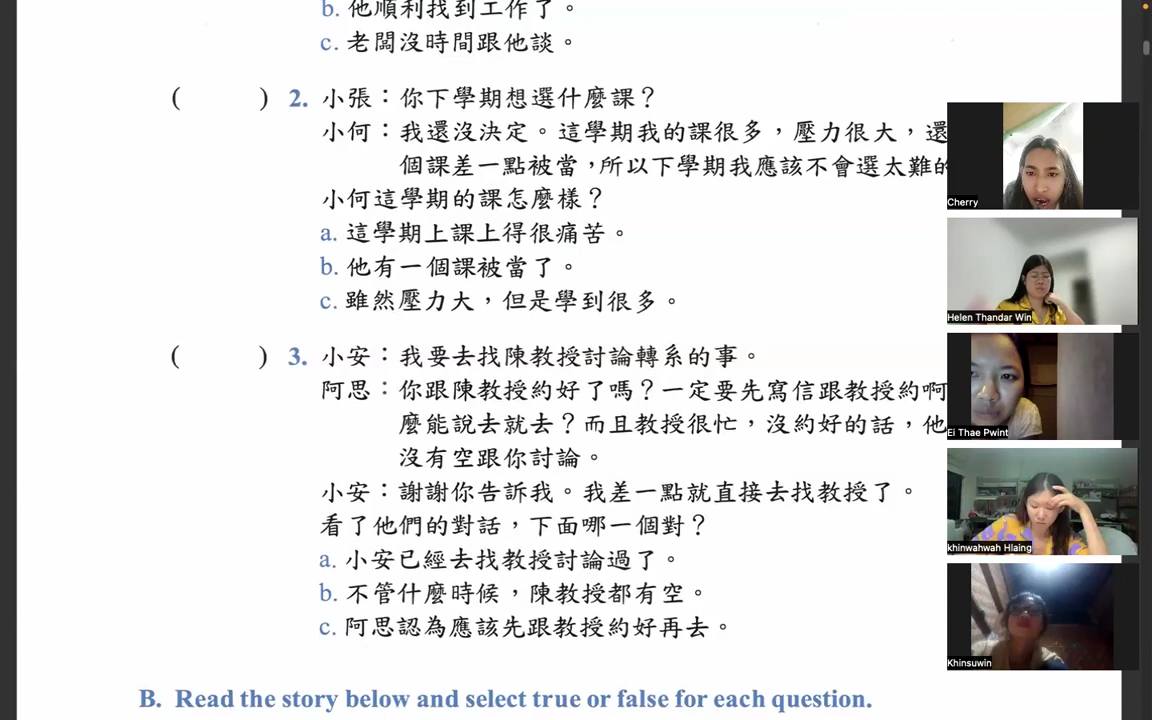 b. 他順利找到工作了。
c. 老闆沒時間跟他談。
( ) 2. 小張：你下學期想選什麼課？
小何：我還沒決定。這學期我的課很多，壓力很大，還
個課差一點被當，所以下學期我應該不會選太難的
小何這學期的課怎麼樣？
a. 這學期上課上得很痛苦。
b. 他有一個課被當了。
c. 雖然壓力大，但是學到很多。
( ) 3. 小安：我要去找陳教授討論轉系的事。
阿思：你跟陳教授約好了嗎？一定要先寫信跟教授約啊
麼能說去就去？而且教授很忙，沒約好的話，他
沒有空跟你討論。
小安：謝謝你告訴我。我差一點就直接去找教授了。
看了他們的對話，下面哪一個對？
a. 小安已經去找教授討論過了。
b. 不管什麼時候，陳教授都有空。
c. 阿思認為應該先跟教授約好再去。
B. Read the story below and select true or false for each question.
Cherry
Helen Thandar Win
Ei Thae Pwint
khinwahwah Hlaing
Khinsuwin